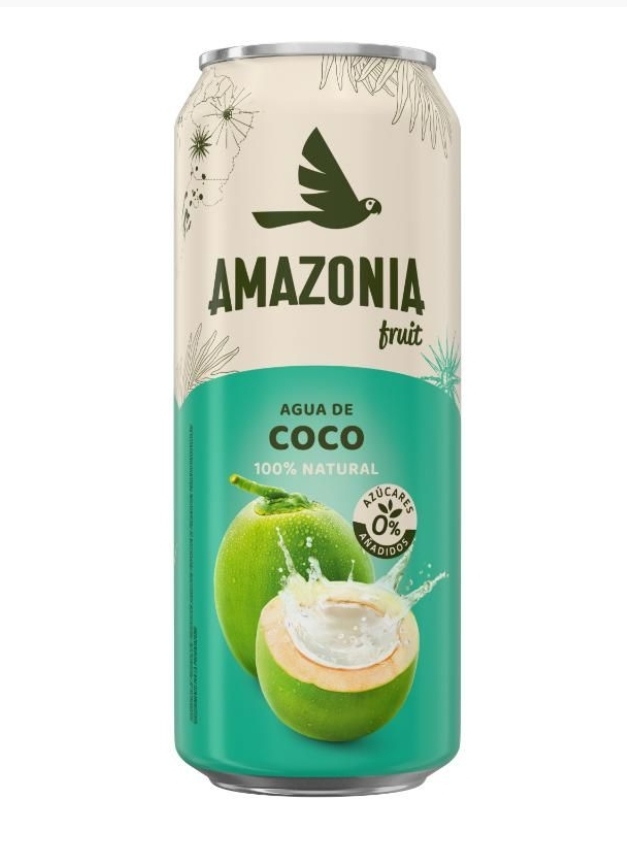 AMAZONIA
fruit
AGUA DE
COCO
100% NATURAL
AZÚCARES
0%
AÑADIDOS